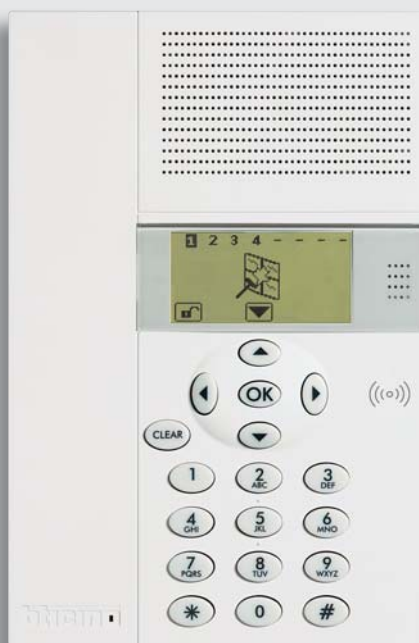 1 2 3 4 - - - -
OK
CLEAR
1 2 ABC 3 DEF
4 GHI 5 JKL 6 MNO
7 PQRS 8 TUV 9 WXYZ
* 0 #
bticino